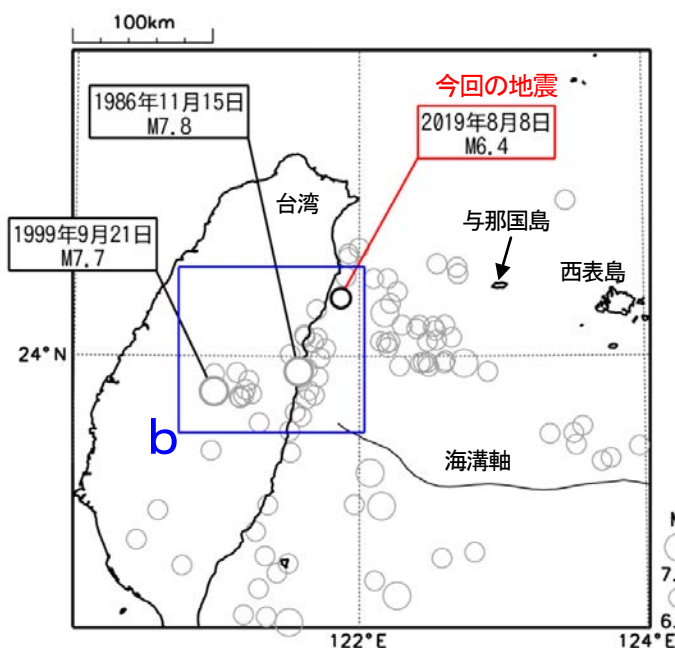 100km
今回の地震
1986年11月15日
M7.8
2019年8月8日
M6.4
台湾
与那国島
1999年9月21日
M7.7
西表島
24°N
b
海溝軸
M
7.
6.
122°E
124°E